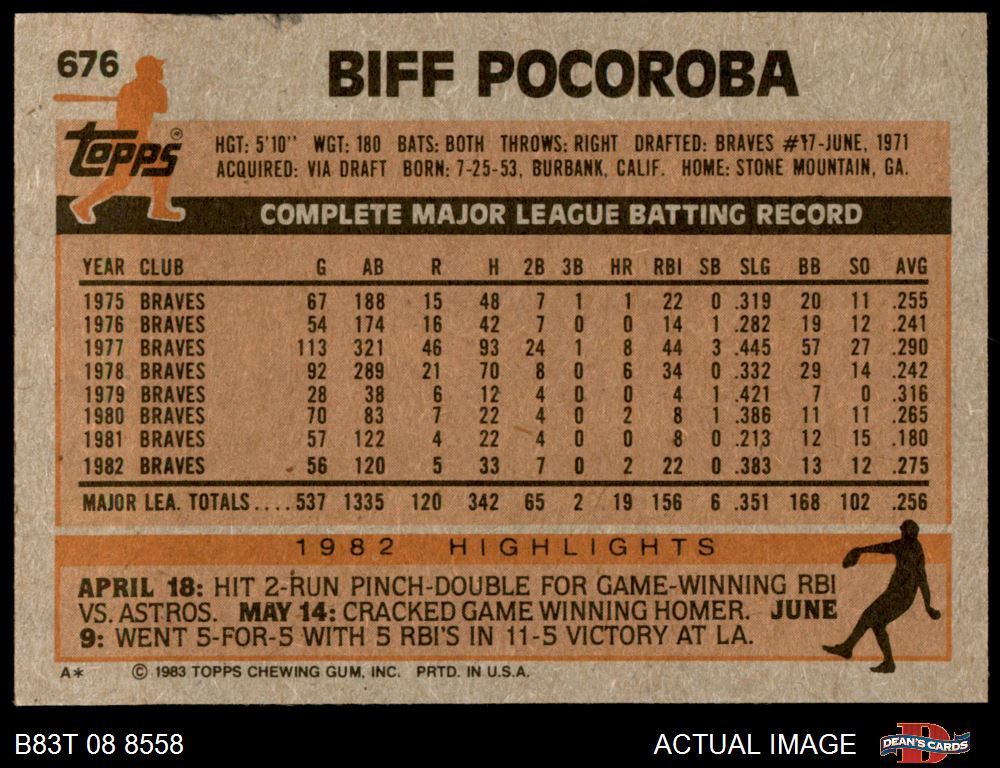 676
BIFF POCOROBA
Topps ®
HGT: 5'10" WGT: 180 BATS: BOTH THROWS: RIGHT DRAFTED: BRAVES #17-JUNE, 1971
ACQUIRED: VIA DRAFT BORN: 7-25-53, BURBANK, CALIF. HOME: STONE MOUNTAIN, GA.
COMPLETE MAJOR LEAGUE BATTING RECORD
YEAR CLUB G AB R H 2B 3B HR RBI SB SLG BB SO AVG
1975 BRAVES 67 188 15 48 7 1 1 22 0 .319 20 11 .255
1976 BRAVES 54 174 16 42 7 0 0 14 1 .282 19 12 .241
1977 BRAVES 113 321 46 93 24 1 8 44 3 .445 57 27 .290
1978 BRAVES 92 289 21 70 8 0 6 34 0 .332 29 14 .242
1979 BRAVES 28 38 6 12 4 0 0 4 1 .421 7 0 .316
1980 BRAVES 70 83 7 22 4 0 2 8 1 .386 11 11 .265
1981 BRAVES 57 122 4 22 4 0 0 8 0 .213 12 15 .180
1982 BRAVES 56 120 5 33 7 0 2 22 0 .383 13 12 .275
MAJOR LEA. TOTALS.... 537 1335 120 342 65 2 19 156 6 .351 168 102 .256
1982 HIGHLIGHTS
APRIL 18: HIT 2-RUN PINCH-DOUBLE FOR GAME-WINNING RBI
VS. ASTROS. MAY 14: CRACKED GAME WINNING HOMER. JUNE
9: WENT 5-FOR-5 WITH 5 RBI'S IN 11-5 VICTORY AT LA.
A* © 1983 TOPPS CHEWING GUM, INC. PRTD. IN U.S.A.
B83T 08 8558
ACTUAL IMAGE
D
DEAN'S CARDS